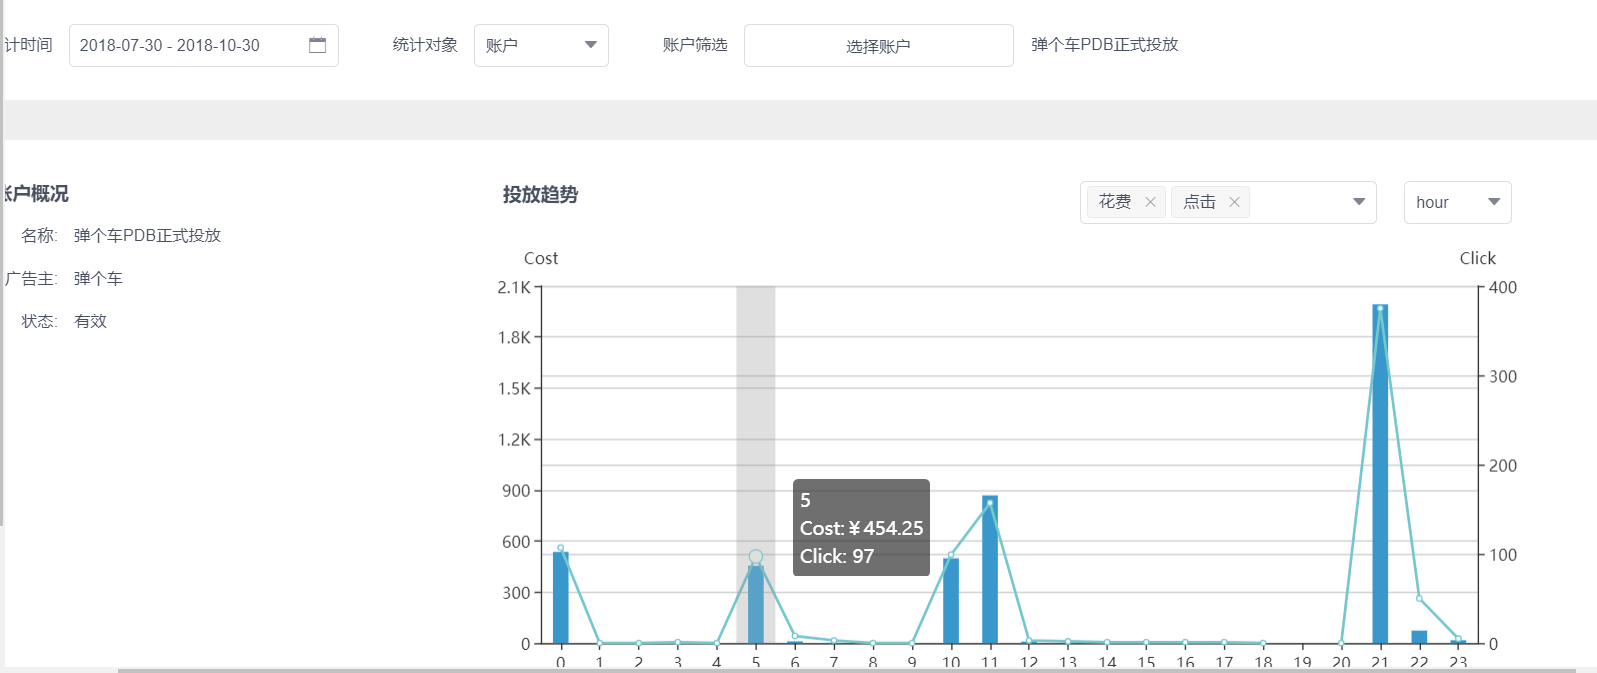 计时间 2018-07-30 - 2018-10-30 统计对象 账户 账户筛选 选择账户 弹个车PDB正式投放
账户概况
名称: 弹个车PDB正式投放
广告主: 弹个车
状态: 有效
投放趋势 花费 点击 hour
Cost Click
2.1K 400
1.8K
300
1.5K
1.2K
200
900
600
100
300
0 0
5
Cost: ¥ 454.25
Click: 97
0 1 2 3 4 5 6 7 8 9 10 11 12 13 14 15 16 17 18 19 20 21 22 23